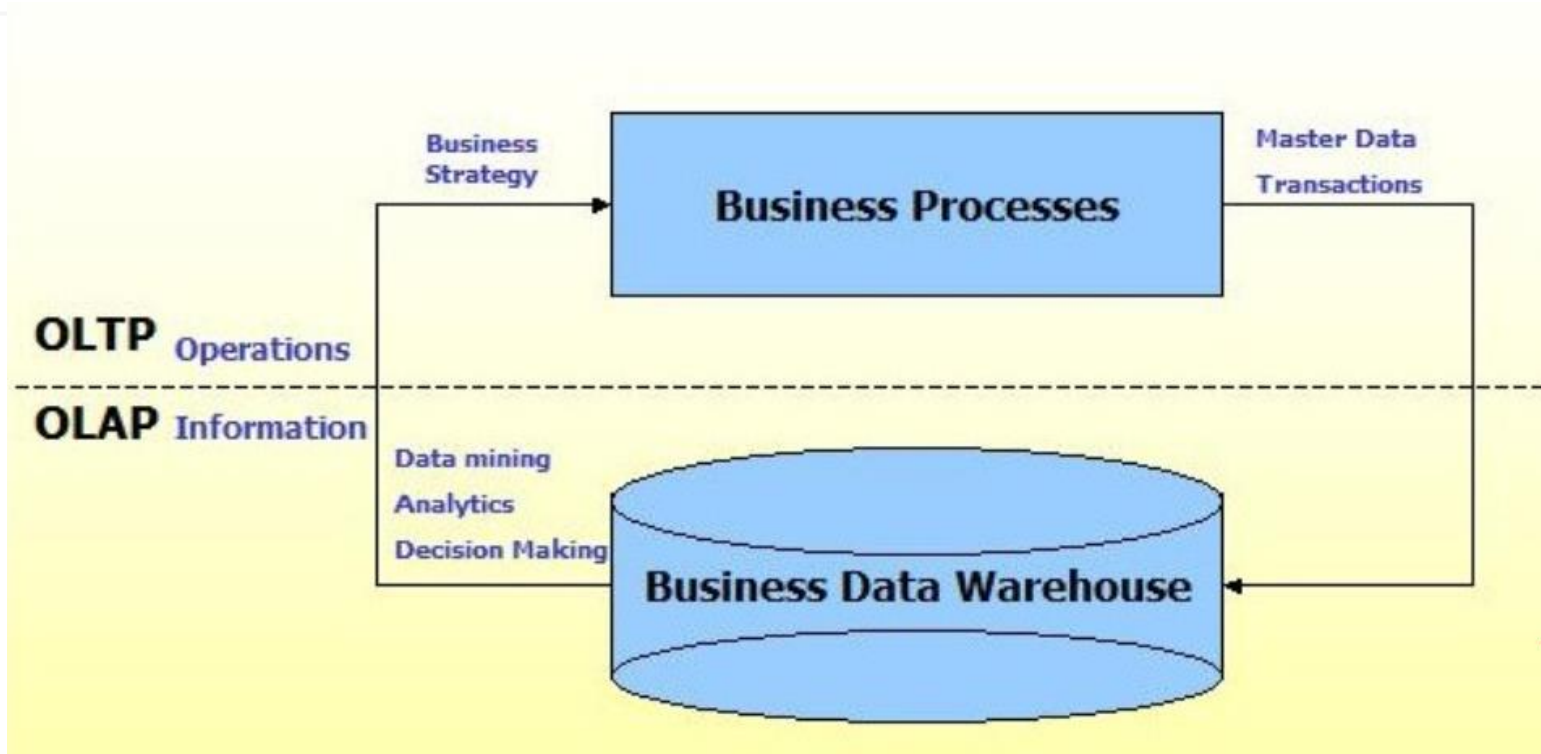 Business
Strategy
Business Processes
Master Data
Transactions
OLTP Operations
OLAP Information
Data mining
Analytics
Decision Making
Business Data Warehouse